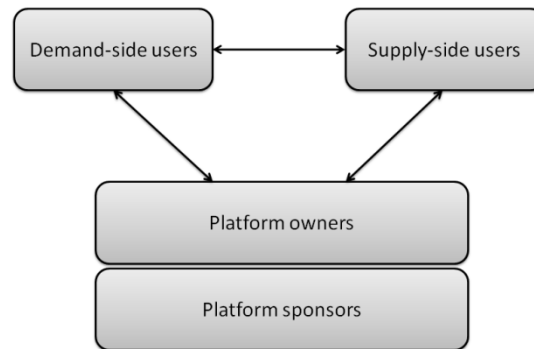 Demand-side users
Supply-side users
Platform owners
Platform sponsors